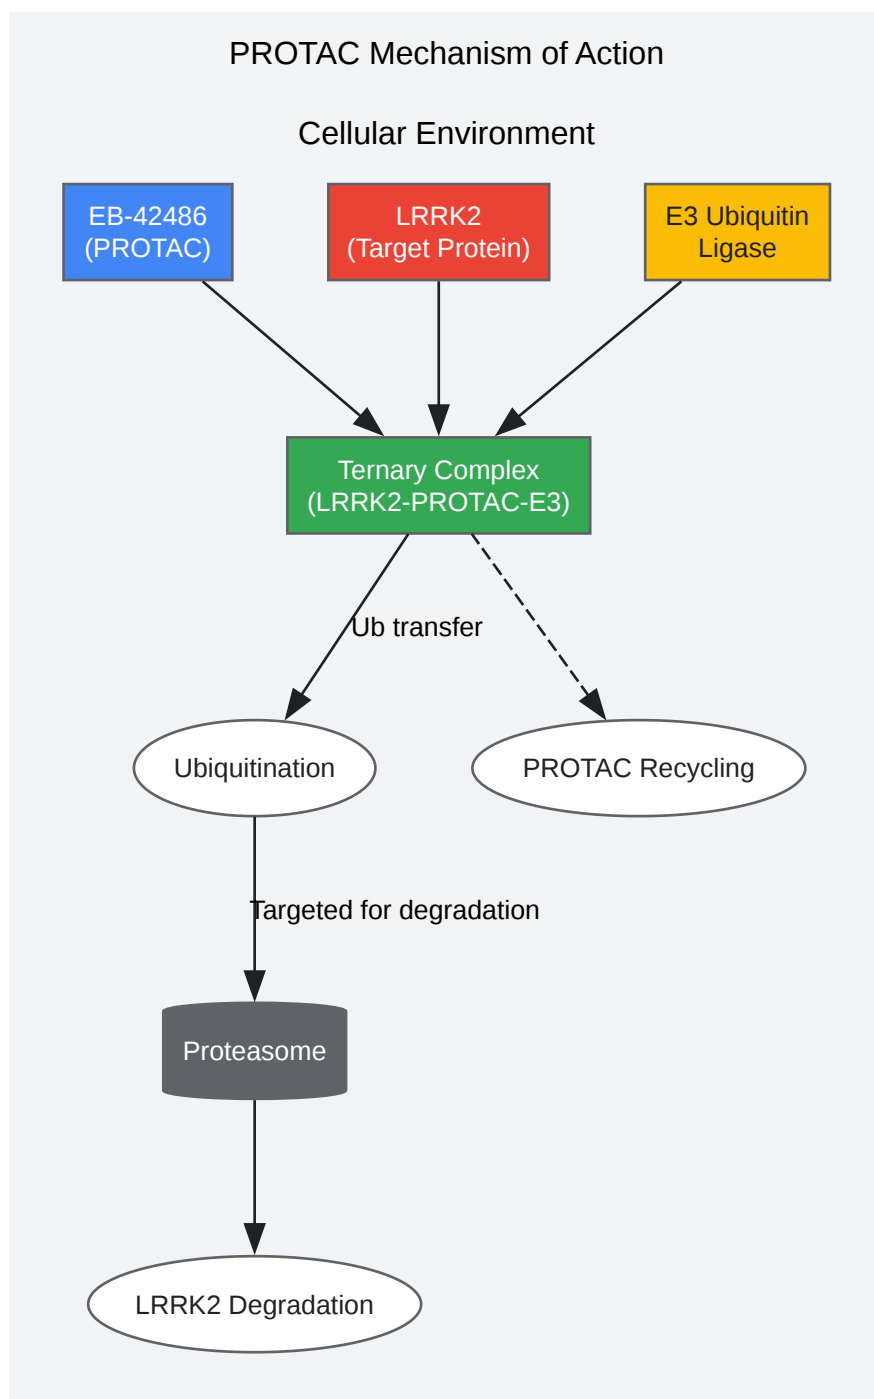 PROTAC Mechanism of Action
Cellular Environment
EB-42486
(PROTAC)
LRRK2
(Target Protein)
E3 Ubiquitin
Ligase
Ternary Complex
(LRRK2-PROTAC-E3)
Ub transfer
Ubiquitination
PROTAC Recycling
Targeted for degradation
Proteasome
LRRK2 Degradation